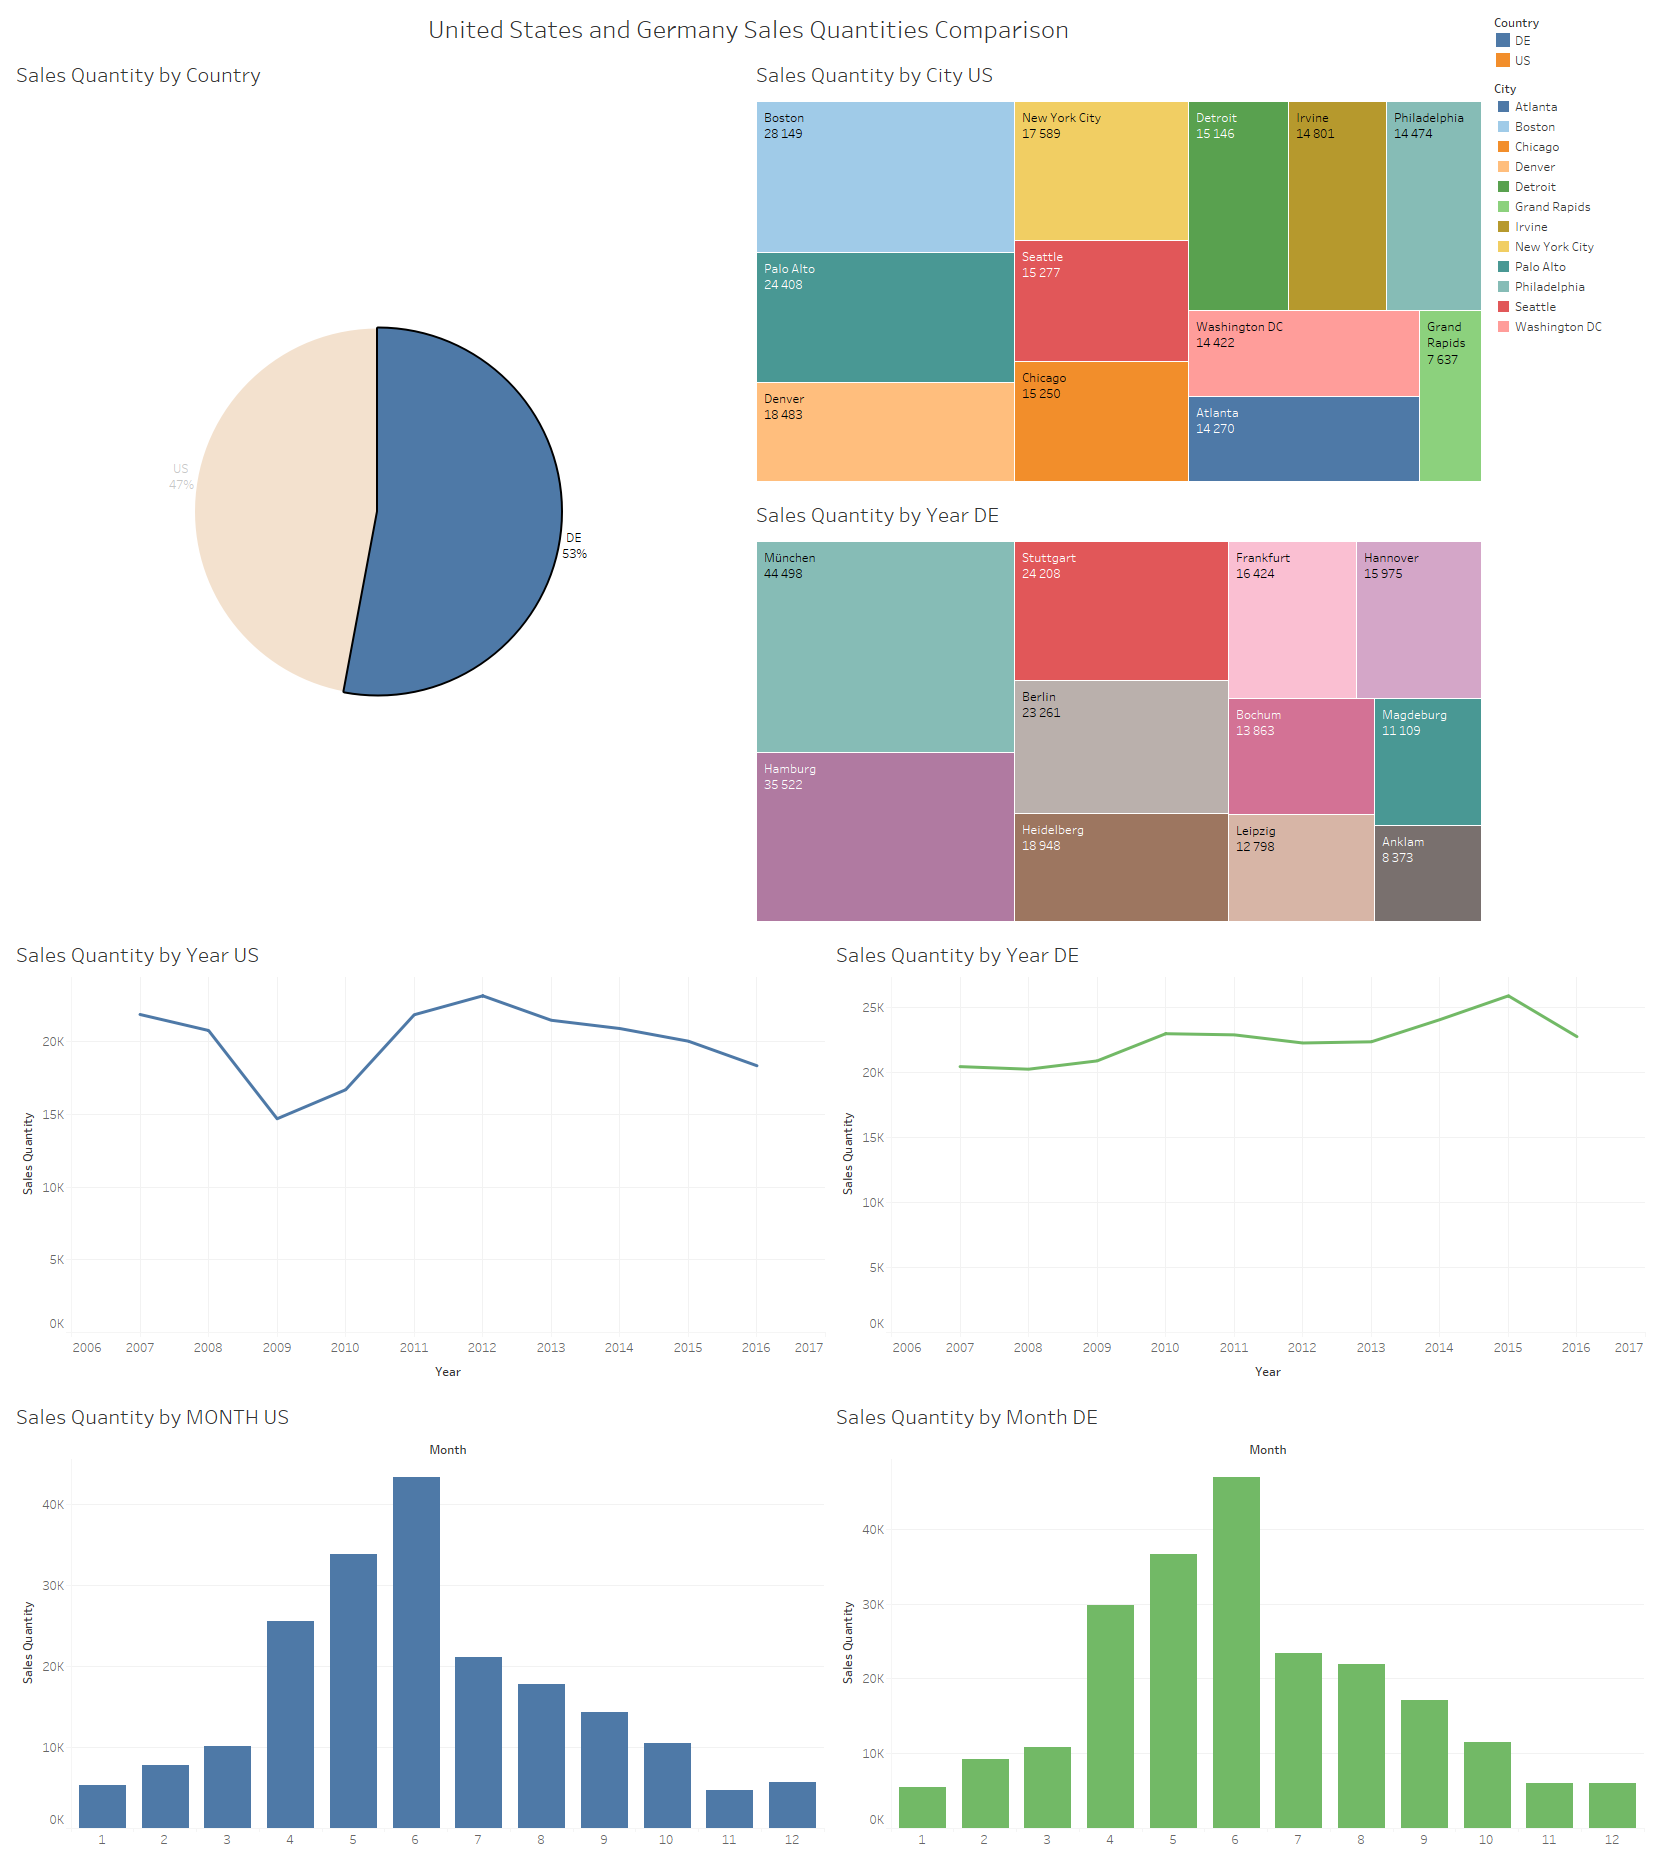 United States and Germany Sales Quantities Comparison
Country
DE
US
City
Atlanta
Boston
Chicago
Denver
Detroit
Grand Rapids
Irvine
New York City
Palo Alto
Philadelphia
Seattle
Washington DC
Sales Quantity by Country
US
47%
DE
53%
Sales Quantity by City US
Boston
28 149
New York City
17 589
Detroit
15 146
Irvine
14 801
Philadelphia
14 474
Palo Alto
24 408
Seattle
15 277
Washington DC
14 422
Grand
Rapids
7 637
Denver
18 483
Chicago
15 250
Atlanta
14 270
Sales Quantity by Year DE
München
44 498
Stuttgart
24 208
Frankfurt
16 424
Hannover
15 975
Berlin
23 261
Bochum
13 863
Magdeburg
11 109
Hamburg
35 522
Heidelberg
18 948
Leipzig
12 798
Anklam
8 373
Sales Quantity by Year US
Sales Quantity
20K
15K
10K
5K
0K
2006 2007 2008 2009 2010 2011 2012 2013 2014 2015 2016 2017
Year
Sales Quantity by Year DE
Sales Quantity
25K
20K
15K
10K
5K
0K
2006 2007 2008 2009 2010 2011 2012 2013 2014 2015 2016 2017
Year
Sales Quantity by MONTH US
Month
Sales Quantity
40K
30K
20K
10K
0K
1 2 3 4 5 6 7 8 9 10 11 12
Sales Quantity by Month DE
Month
Sales Quantity
40K
30K
20K
10K
0K
1 2 3 4 5 6 7 8 9 10 11 12